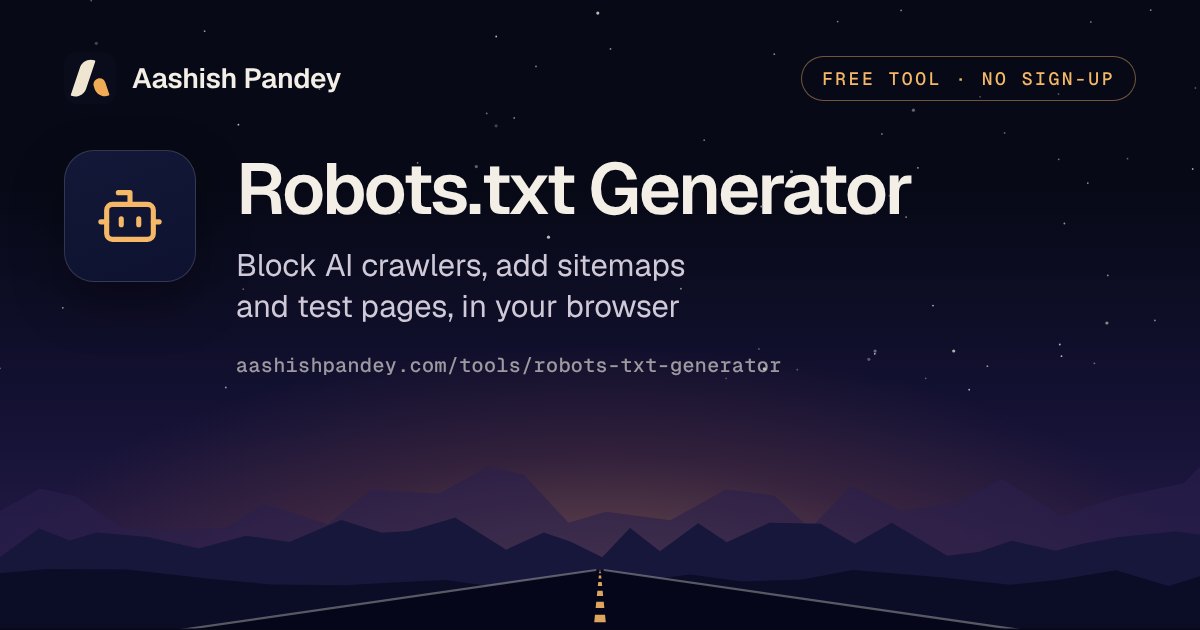 Aashish Pandey
FREE TOOL · NO SIGN-UP
Robots.txt Generator
Block AI crawlers, add sitemaps
and test pages, in your browser
aashishpandey.com/tools/robots-txt-generator